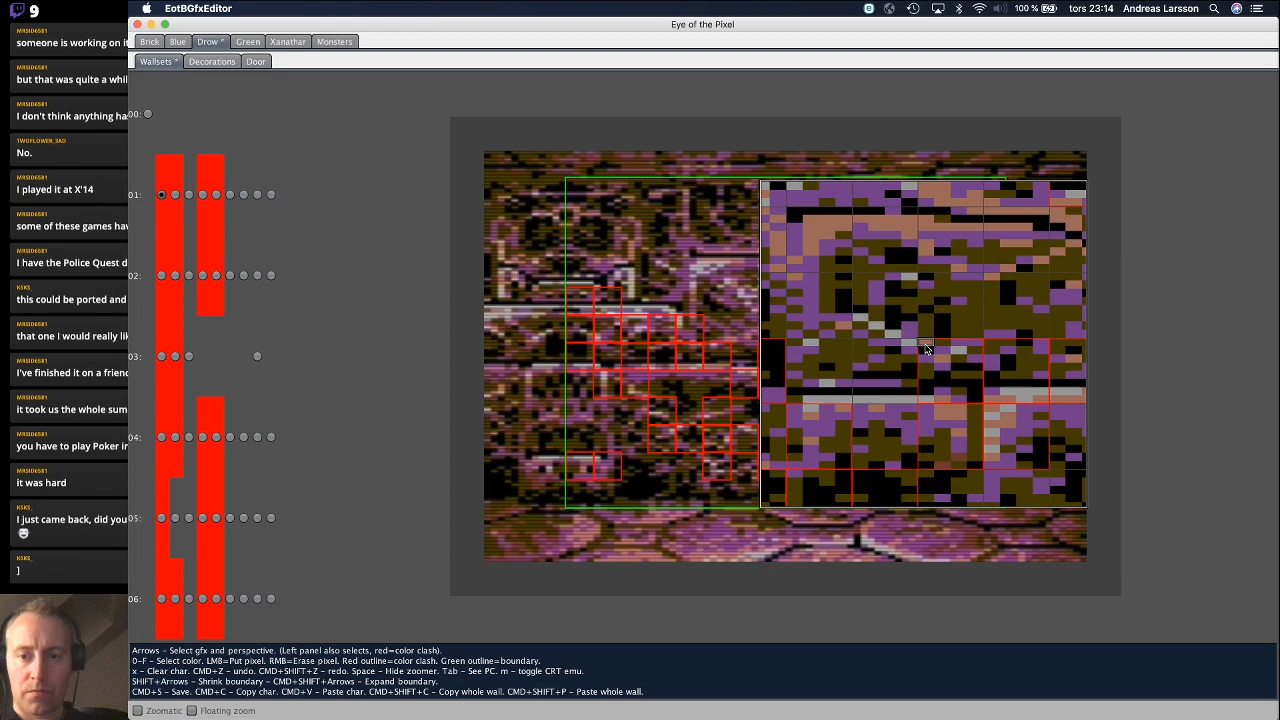 EotBGfxEditor
100 %
tors 23:14
Andreas Larsson
9
Eye of the Pixel
Brick
Blue
Drow *
Green
Xanathar
Monsters
Wallsets *
Decorations
Door
MRSID6581
someone is working on i
MRSID6581
but that was quite a whil
MRSID6581
I don't think anything ha
TWOFLOWER_3AD
No.
MRSID6581
I played it at X'14
MRSID6581
some of these games hav
MRSID6581
I have the Police Quest d
KSKS_
this could be ported and
MRSID6581
that one I would really lik
MRSID6581
I've finished it on a friend
MRSID6581
it took us the whole sum
MRSID6581
you have to play Poker in
MRSID6581
it was hard
KSKS_
I just came back, did you
KSKS_
]
00:
01:
02:
03:
04:
05:
06:
Arrows - Select gfx and perspective. (Left panel also selects, red=color clash).
0-F - Select color. LMB=Put pixel. RMB=Erase pixel. Red outline=color clash. Green outline=boundary.
x - Clear char. CMD+Z - undo. CMD+SHIFT+Z - redo. Space - Hide zoomer. Tab - See PC. m - toggle CRT emu.
SHIFT+Arrows - Shrink boundary - CMD+SHIFT+Arrows - Expand boundary.
CMD+S - Save. CMD+C - Copy char. CMD+V - Paste char. CMD+SHIFT+C - Copy whole wall. CMD+SHIFT+P - Paste whole wall.
Zoomatic
Floating zoom